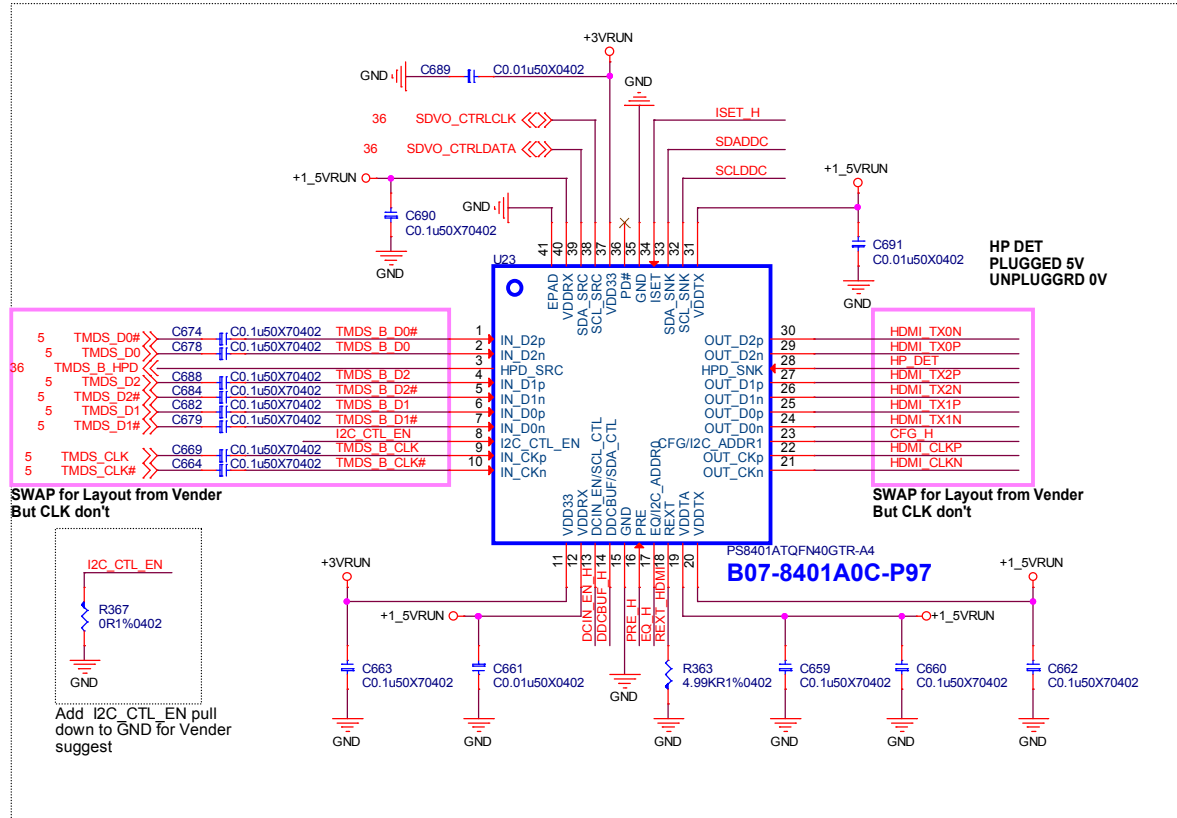 +3VRUN
GND
C689
C0.01u50X0402
GND
36 SDVO_CTRLCLK
ISET_H
36 SDVO_CTRLDATA
SDADDC
+1_5VRUN
SCLDDC
+1_5VRUN
GND
C690
C0.1u50X70402
GND
C691
C0.01u50X0402
GND
HP DET
PLUGGED 5V
UNPLUGGRD 0V
41 40 39 38 37 36 35 34 33 32 31
U23
EPAD VDDRX SDA_SRC SCL_SRC VDD33 PD# GND ISET SDA_SNK SCL_SNK VDDTX
5 TMDS_D0# C674 C0.1u50X70402 TMDS_B_D0# 1 IN_D2p OUT_D2p 30 HDMI_TX0N
5 TMDS_D0 C678 C0.1u50X70402 TMDS_B_D0 2 IN_D2n OUT_D2n 29 HDMI_TX0P
36 TMDS_B_HPD 3 HPD_SRC HPD_SNK 28 HP_DET
5 TMDS_D2 C688 C0.1u50X70402 TMDS_B_D2 4 IN_D1p OUT_D1p 27 HDMI_TX2P
5 TMDS_D2# C684 C0.1u50X70402 TMDS_B_D2# 5 IN_D1n OUT_D1n 26 HDMI_TX2N
5 TMDS_D1 C682 C0.1u50X70402 TMDS_B_D1 6 IN_D0p OUT_D0p 25 HDMI_TX1P
5 TMDS_D1# C679 C0.1u50X70402 TMDS_B_D1# 7 IN_D0n OUT_D0n 24 HDMI_TX1N
I2C_CTL_EN 8 I2C_CTL_EN CFG/I2C_ADDR1 23 CFG_H
5 TMDS_CLK C669 C0.1u50X70402 TMDS_B_CLK 9 IN_CKp OUT_CKp 22 HDMI_CLKP
5 TMDS_CLK# C664 C0.1u50X70402 TMDS_B_CLK# 10 IN_CKn OUT_CKn 21 HDMI_CLKN
SWAP for Layout from Vender
But CLK don't
SWAP for Layout from Vender
But CLK don't
VDD33 VDDRX DCIN_EN/SCL_CTL DDCBUF/SDA_CTL GND PRE EQ/I2C_ADDR0 REXT VDDTA VDDTX
11 12 13 14 15 16 17 18 19 20
PS8401ATQFN40GTR-A4
B07-8401A0C-P97
DCIN_EN_H DDCBUF_H PRE_H EQ_H REXT_HDMI
I2C_CTL_EN
R367
0R1%0402
GND
Add I2C_CTL_EN pull
down to GND for Vender
suggest
+3VRUN
+1_5VRUN
+1_5VRUN
+1_5VRUN
C663
C0.1u50X70402
GND
C661
C0.01u50X0402
GND
GND
R363
4.99KR1%0402
GND
C659
C0.1u50X70402
GND
C660
C0.1u50X70402
GND
C662
C0.1u50X70402
GND